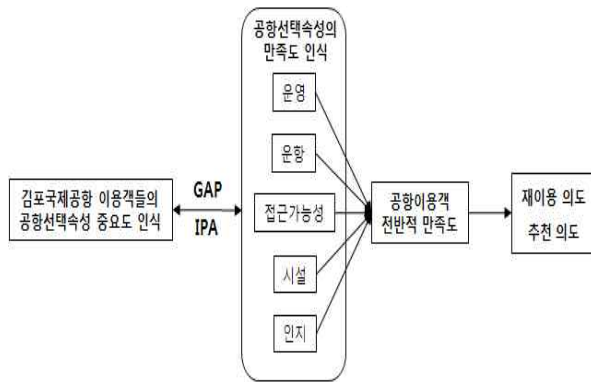 공항선택속성의
만족도 인식
운영
운항
접근가능성
시설
인지
김포국제공항 이용객들의
공항선택속성 중요도 인식
GAP
IPA
공항이용객
전반적 만족도
재이용 의도
추천 의도